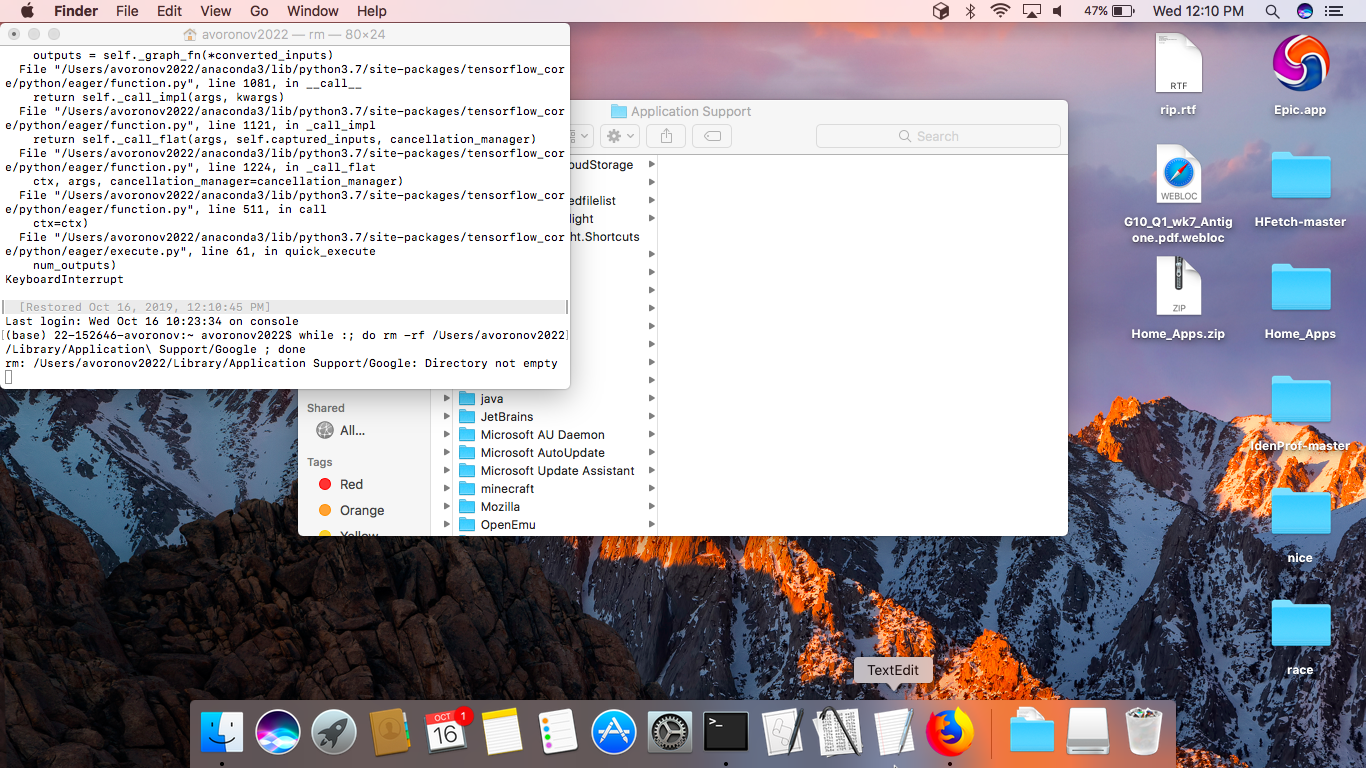 Finder File Edit View Go Window Help
47% Wed 12:10 PM
avoronov2022 — rm — 80×24
outputs = self._graph_fn(*converted_inputs)
File "/Users/avoronov2022/anaconda3/lib/python3.7/site-packages/tensorflow_cor
e/python/eager/function.py", line 1081, in __call__
return self._call_impl(args, kwargs)
File "/Users/avoronov2022/anaconda3/lib/python3.7/site-packages/tensorflow_cor
e/python/eager/function.py", line 1121, in _call_impl
return self._call_flat(args, self.captured_inputs, cancellation_manager)
File "/Users/avoronov2022/anaconda3/lib/python3.7/site-packages/tensorflow_cor
e/python/eager/function.py", line 1224, in _call_flat
ctx, args, cancellation_manager=cancellation_manager)
File "/Users/avoronov2022/anaconda3/lib/python3.7/site-packages/tensorflow_cor
e/python/eager/function.py", line 511, in call
ctx=ctx)
File "/Users/avoronov2022/anaconda3/lib/python3.7/site-packages/tensorflow_cor
e/python/eager/execute.py", line 61, in quick_execute
num_outputs)
KeyboardInterrupt
[Restored Oct 16, 2019, 12:10:45 PM]
Last login: Wed Oct 16 10:23:34 on console
(base) 22-152646-avoronov:~ avoronov2022$ while :; do rm -rf /Users/avoronov2022
/Library/Application\ Support/Google ; done
rm: /Users/avoronov2022/Library/Application Support/Google: Directory not empty
Application Support
Search
oudStorage
edfilelist
light
ht.Shortcuts
java
JetBrains
Microsoft AU Daemon
Microsoft AutoUpdate
Microsoft Update Assistant
minecraft
Mozilla
OpenEmu
Shared
All...
Tags
Red
Orange
Yellow
RTF
rip.rtf
Epic.app
WEBLOC
G10_Q1_wk7_Antig
one.pdf.webloc
HFetch-master
ZIP
Home_Apps.zip
Home_Apps
IdenProf-master
nice
race
TextEdit
OCT
16
1
>_